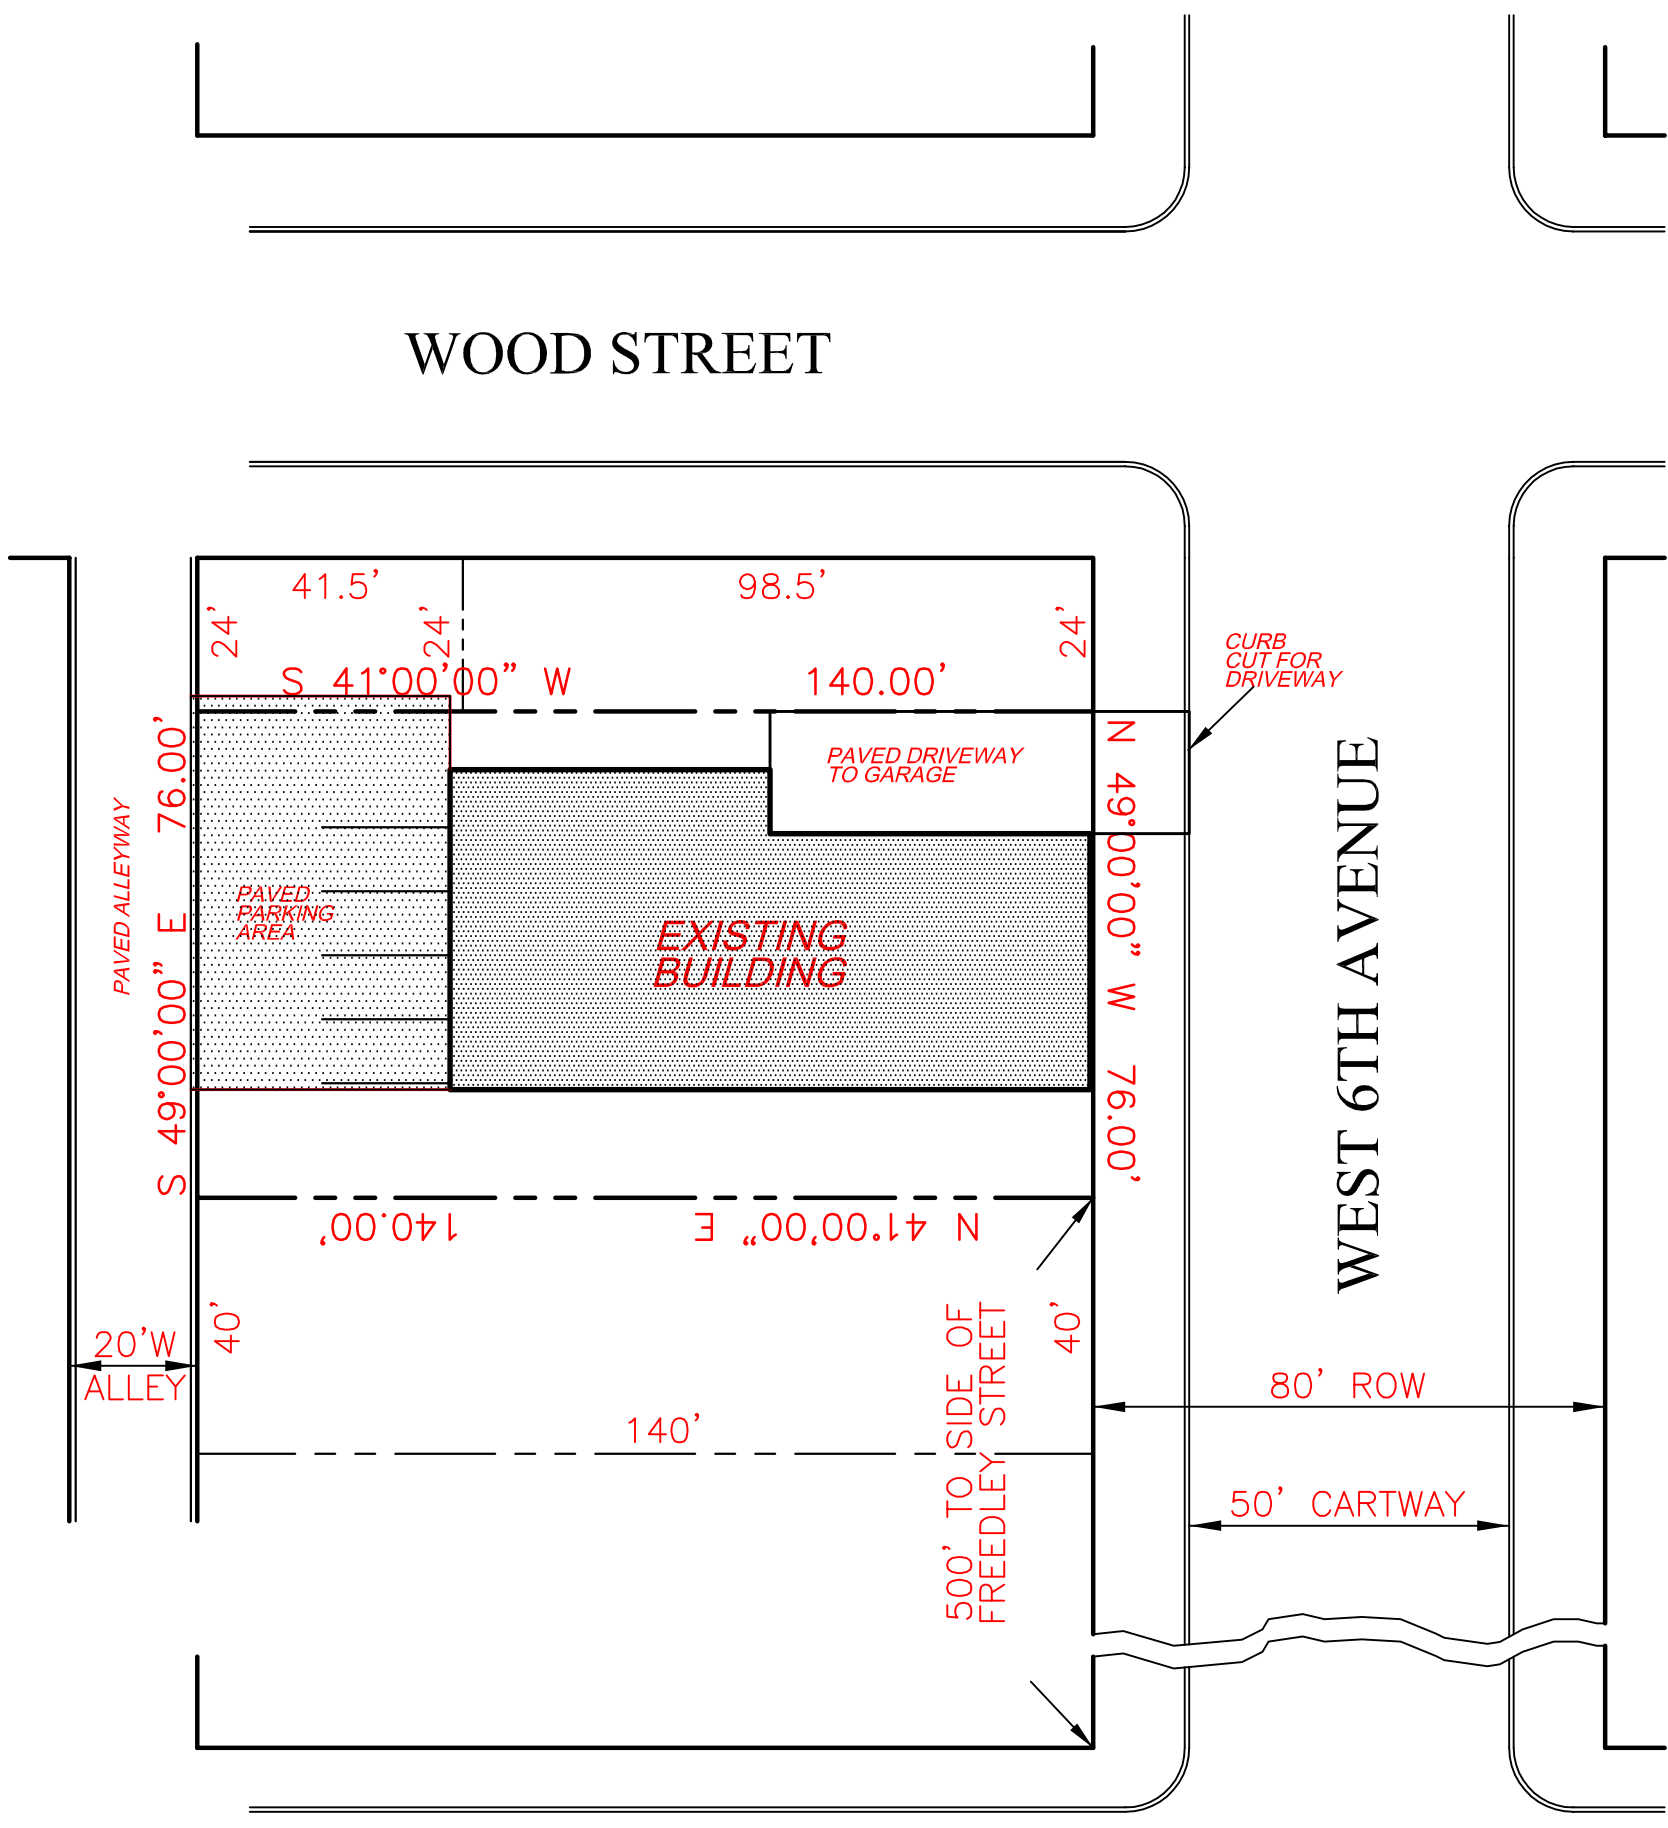 WOOD STREET
41.5'
98.5'
24'
24'
24'
S 41°00'00" W 140.00'
CURB
CUT FOR
DRIVEWAY
PAVED DRIVEWAY
TO GARAGE
N 49°00'00" W 76.00'
WEST 6TH AVENUE
PAVED ALLEYWAY
S 49°00'00" E 76.00'
PAVED
PARKING
AREA
EXISTING
BUILDING
N 41°00'00" E 140.00'
40'
40'
20'W
ALLEY
140'
500' TO SIDE OF
FREEDLEY STREET
80' ROW
50' CARTWAY